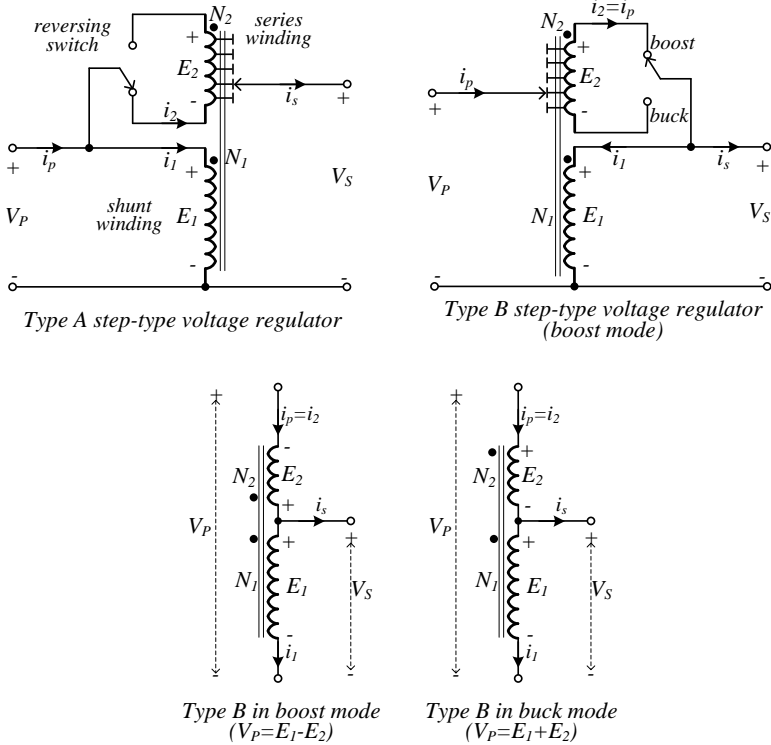 N2
series
winding
reversing
switch
+
E2
-
i2
is
+
ip
+
i1
N1
+
VP
shunt
winding
E1
VS
-
-
-
Type A step-type voltage regulator
i2=ip
N2
+
boost
E2
ip
+
-
buck
i1
is
+
+
VP
N1
E1
VS
-
-
-
Type B step-type voltage regulator
(boost mode)
+
ip=i2
-
N2
E2
+
is
VP
+
+
N1
E1
VS
-
i1
-
-
Type B in boost mode
(VP=E1-E2)
+
ip=i2
+
N2
E2
-
is
VP
+
+
N1
E1
VS
-
i1
-
-
Type B in buck mode
(VP=E1+E2)